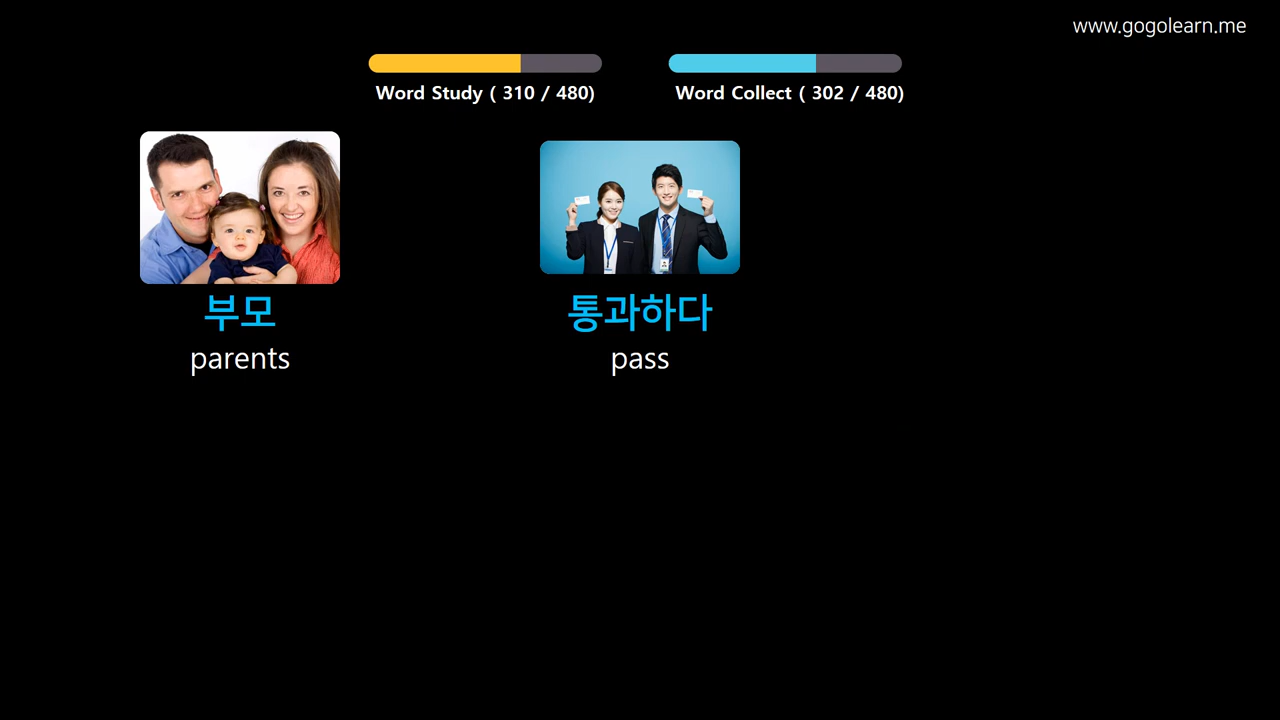 www.gogolearn.me
Word Study ( 310 / 480)
Word Collect ( 302 / 480)
부모
parents
통과하다
pass